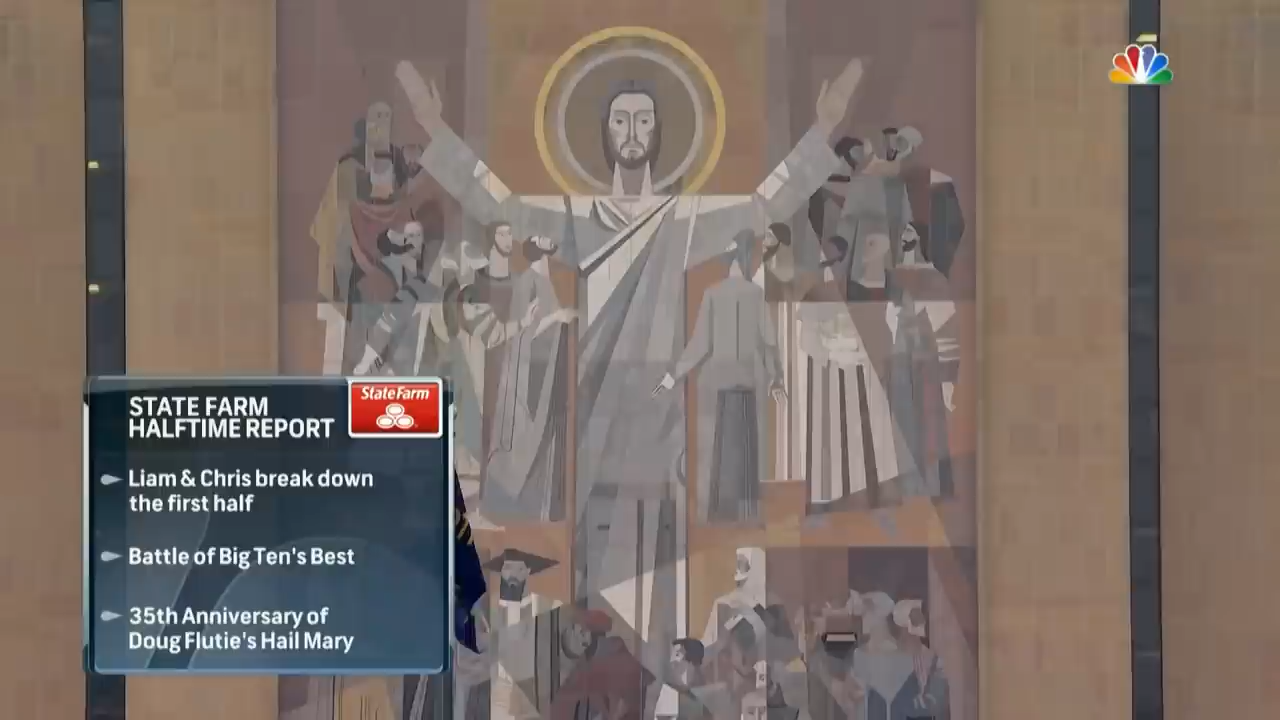 STATE FARM
HALFTIME REPORT
State Farm
Liam & Chris break down
the first half
Battle of Big Ten's Best
35th Anniversary of
Doug Flutie's Hail Mary